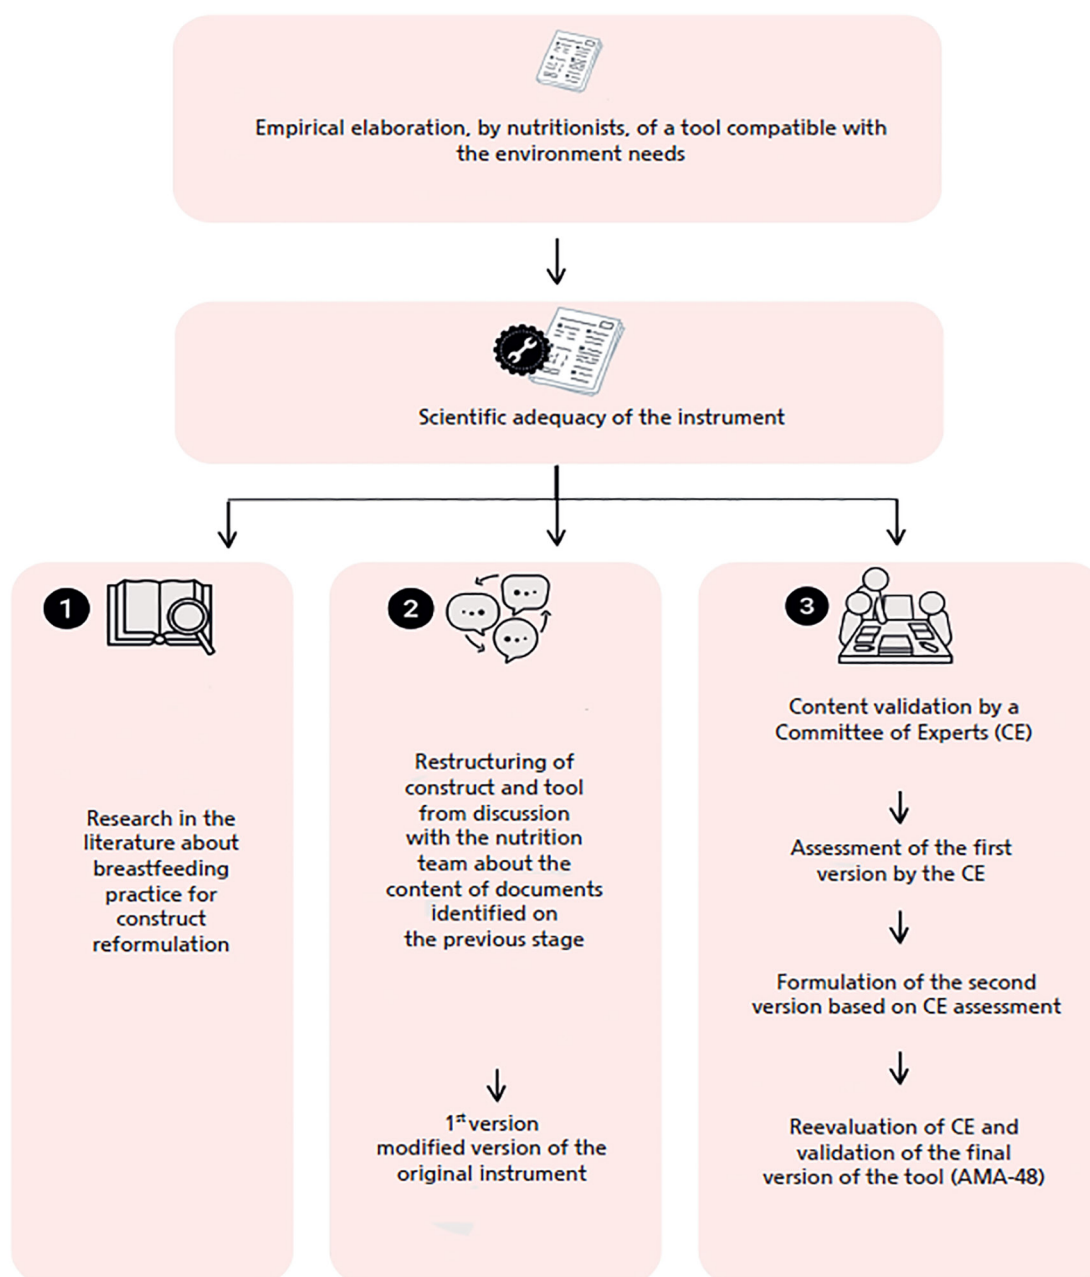 Empirical elaboration, by nutritionists, of a tool compatible with
the environment needs
Scientific adequacy of the instrument
1
Research in the
literature about
breastfeeding
practice for
construct
reformulation
2
Restructuring of
construct and tool
from discussion
with the nutrition
team about the
content of documents
identified on
the previous stage
1st version
modified version of the
original instrument
3
Content validation by a
Committee of Experts (CE)
Assessment of the first
version by the CE
Formulation of the second
version based on CE assessment
Reevaluation of CE and
validation of the final
version of the tool (AMA-48)